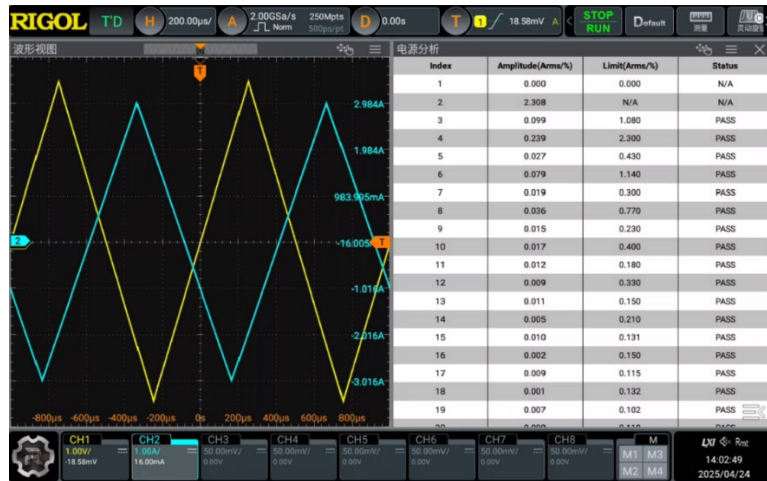 RIGOL T'D H 200.00μs/ A 2.00GSa/s Norm 250Mpts 500ps/pt D 0.00s T 1 18.58mV A STOP RUN Default 测量
波形视图
电源分析
T
2.984A
1.984A
983.995mA
2
-16.005
T
-1.016A
-2.016A
-3.016A
-800μs -600μs -400μs -200μs 0s 200μs 400μs 600μs 800μs
Index Amplitude(Arms/%) Limit(Arms/%) Status
1 0.000 0.000 N/A
2 2.308 N/A N/A
3 0.099 1.080 PASS
4 0.239 2.300 PASS
5 0.027 0.430 PASS
6 0.079 1.140 PASS
7 0.019 0.300 PASS
8 0.036 0.770 PASS
9 0.015 0.230 PASS
10 0.017 0.400 PASS
11 0.012 0.180 PASS
12 0.009 0.330 PASS
13 0.011 0.150 PASS
14 0.005 0.210 PASS
15 0.010 0.131 PASS
16 0.002 0.150 PASS
17 0.009 0.115 PASS
18 0.001 0.132 PASS
19 0.007 0.102 PASS
CH1 CH2 CH3 CH4 CH5 CH6 CH7 CH8 M
1.00V/ 1.00A/ 50.00mV/ 50.00mV/ 50.00mV/ 50.00mV/ 50.00mV/ 50.00mV/ M1 M3
-18.58mV 16.00mA 0.00V 0.00V 0.00V 0.00V 0.00V 0.00V M2 M4
LXI Rmt
14:02:49
2025/04/24